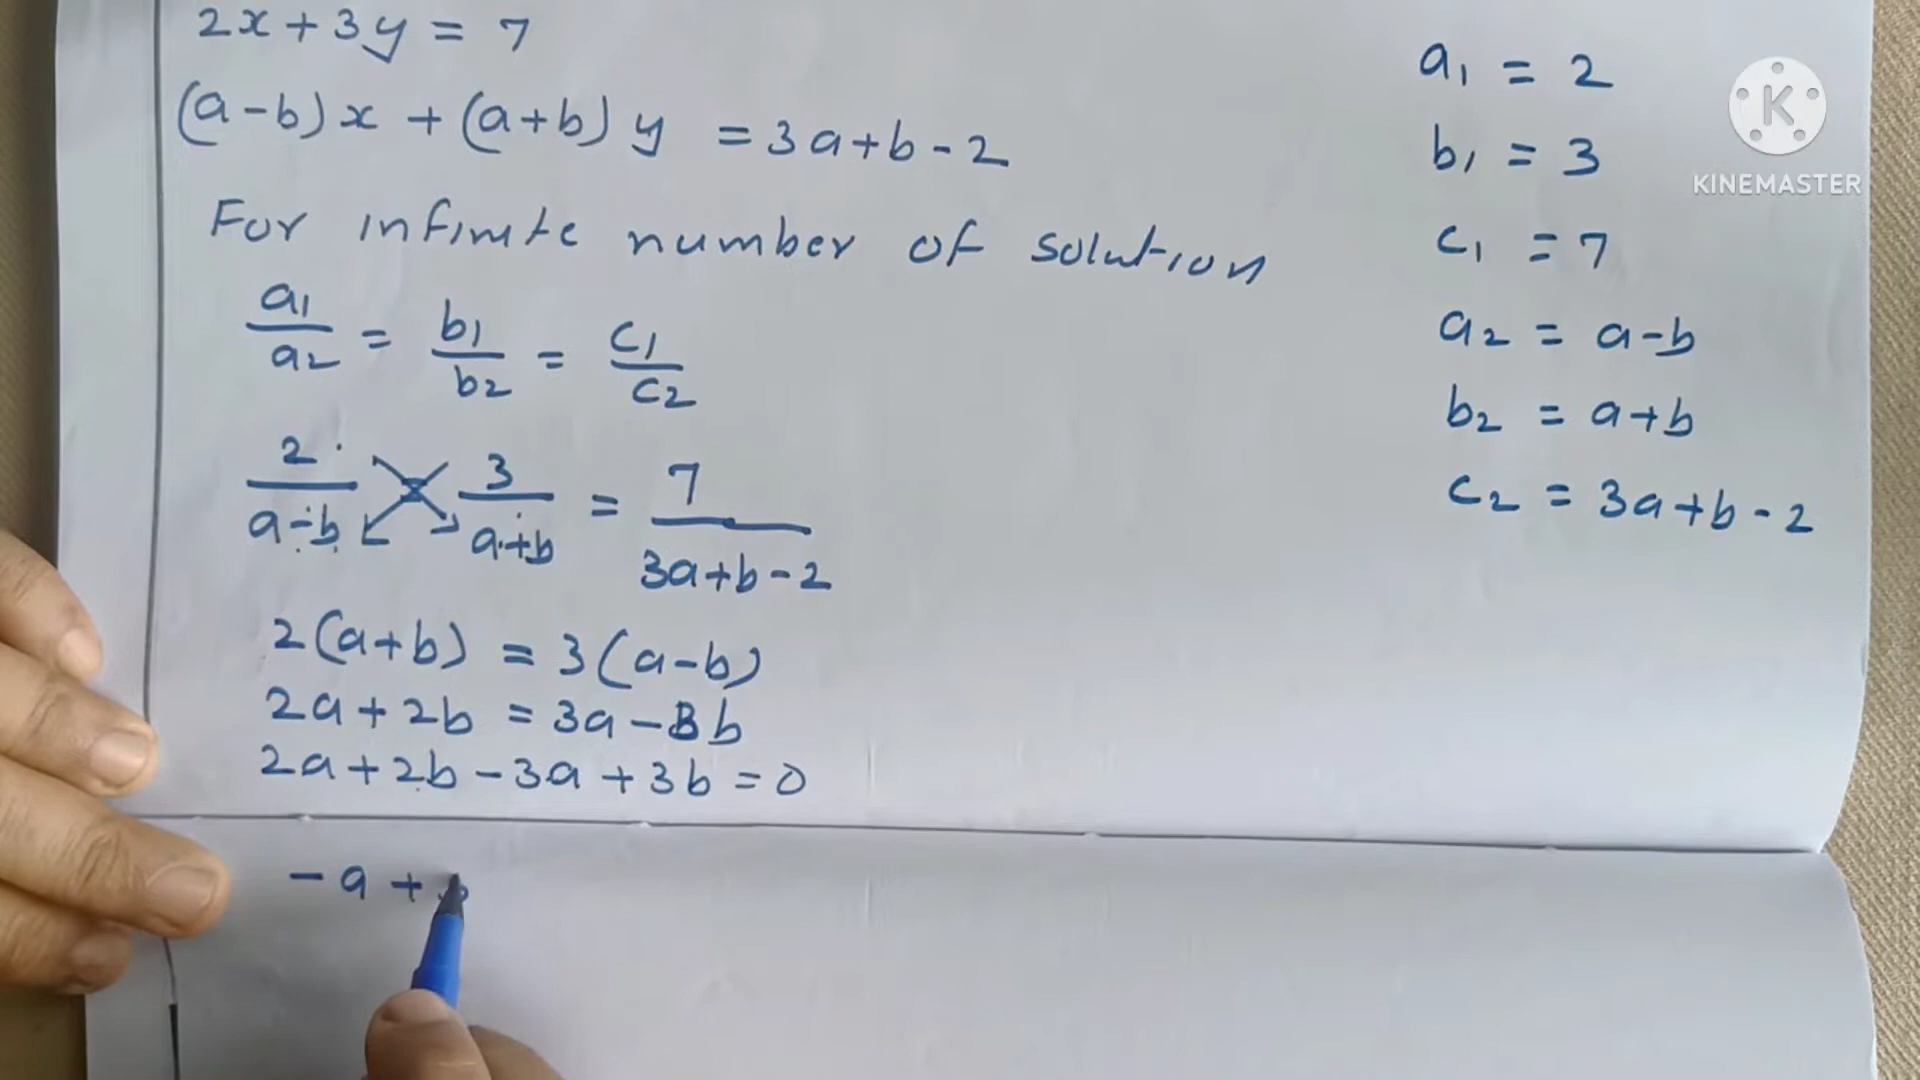 2x + 3y = 7
(a-b)x + (a+b)y = 3a+b-2
For infinite number of solution
a1/a2 = b1/b2 = c1/c2
2/a-b 3/a+b = 7/3a+b-2
2(a+b) = 3(a-b)
2a+2b = 3a-3b
2a+2b-3a+3b=0
-a +
a1 = 2
b1 = 3
c1 = 7
a2 = a-b
b2 = a+b
c2 = 3a+b-2
K
KINEMASTER